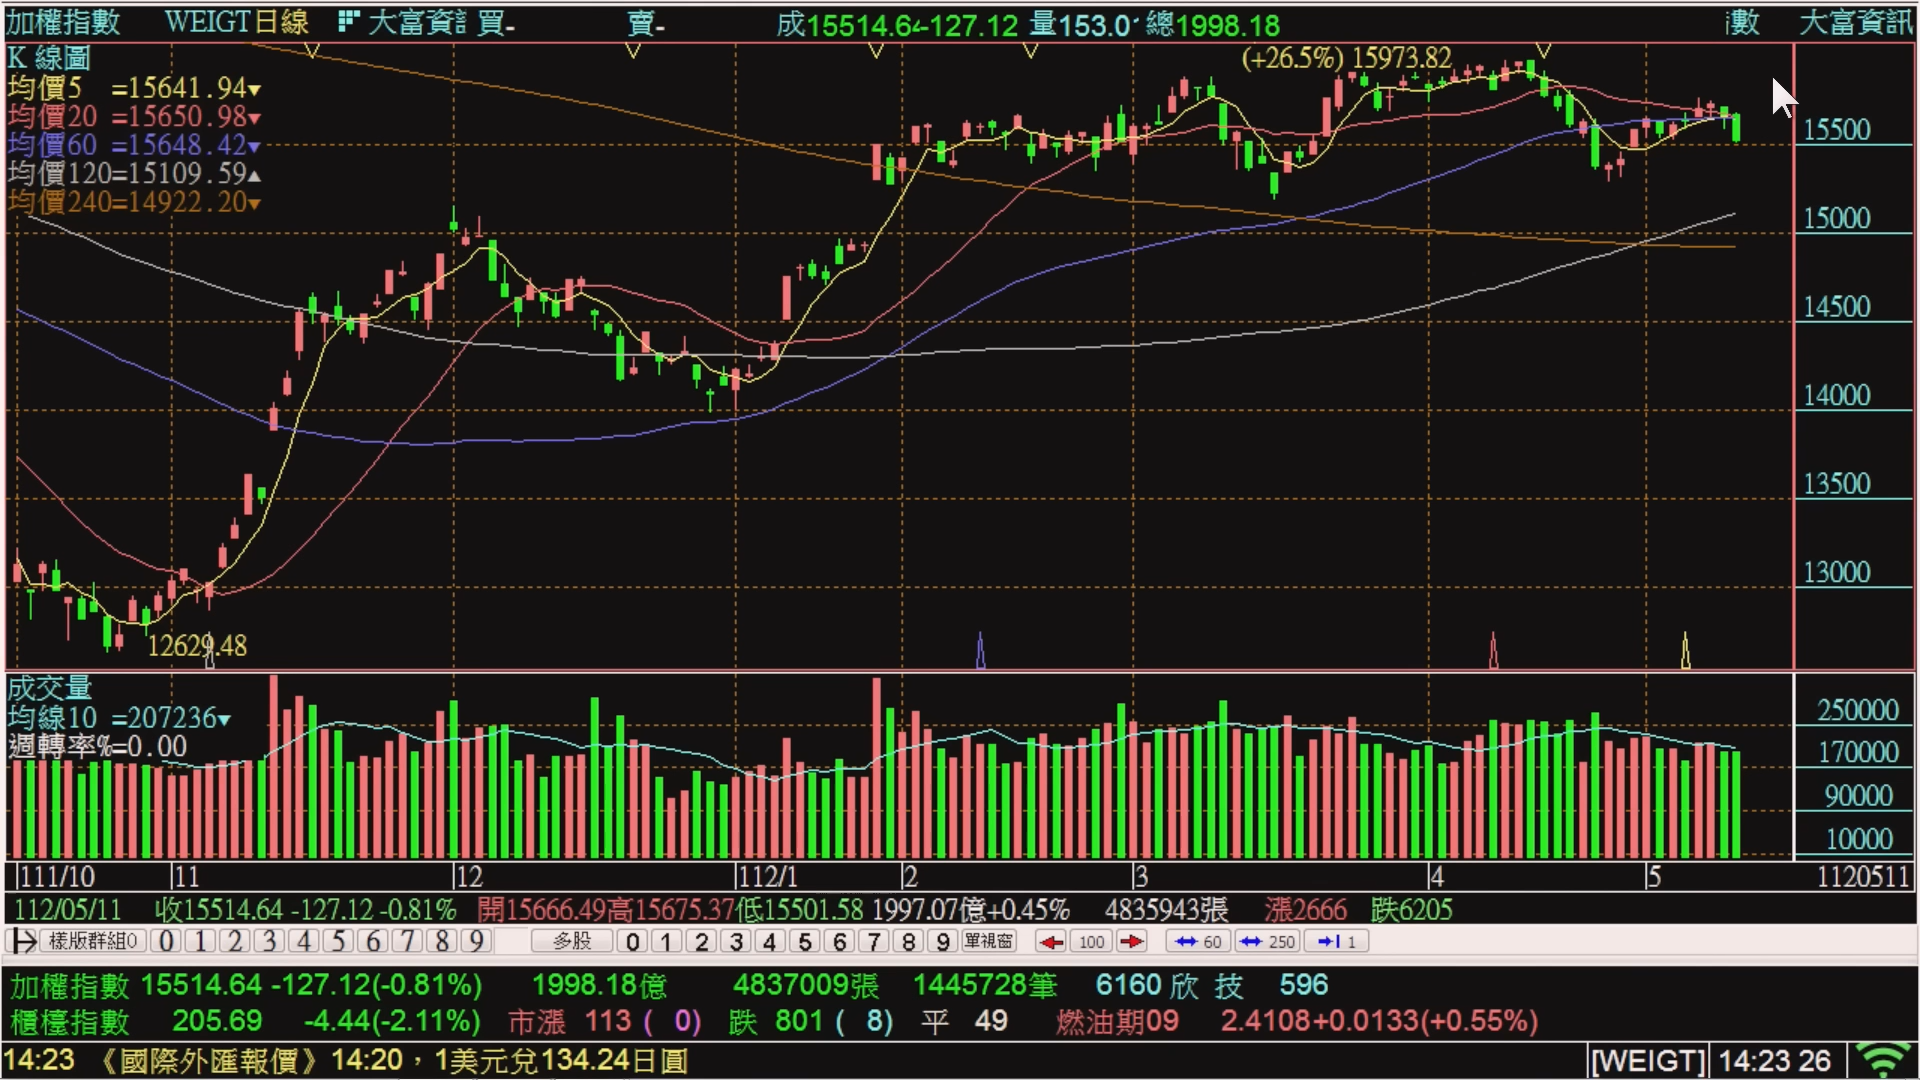 加權指數 WEIGT日線 大富資 買- 賣- 成15514.64-127.12 量153.0 總1998.18 數 大富資訊
K 線圖
(+26.5%) 15973.82
均價5 =15641.94▾
均價20 =15650.98▾
均價60 =15648.42▾
均價120=15109.59▴
均價240=14922.20▾
15500
15000
14500
14000
13500
13000
12629.48
成交量
均線10 =207236▾
週轉率%=0.00
250000
170000
90000
10000
111/10 11 12 112/1 2 3 4 5 1120511
112/05/11 收15514.64 -127.12 -0.81% 開15666.49高15675.37低15501.58 1997.07億+0.45% 4835943張 漲2666 跌6205
樣版群組0 0 1 2 3 4 5 6 7 8 9 多股 0 1 2 3 4 5 6 7 8 9 單視窗 100 60 250 1
加權指數 15514.64 -127.12(-0.81%) 1998.18億 4837009張 1445728筆 6160 欣 技 596
櫃檯指數 205.69 -4.44(-2.11%) 市漲 113 ( 0) 跌 801 ( 8) 平 49 燃油期09 2.4108+0.0133(+0.55%)
14:23 《國際外匯報價》14:20，1美元兌134.24日圓 [WEIGT] 14:23 26